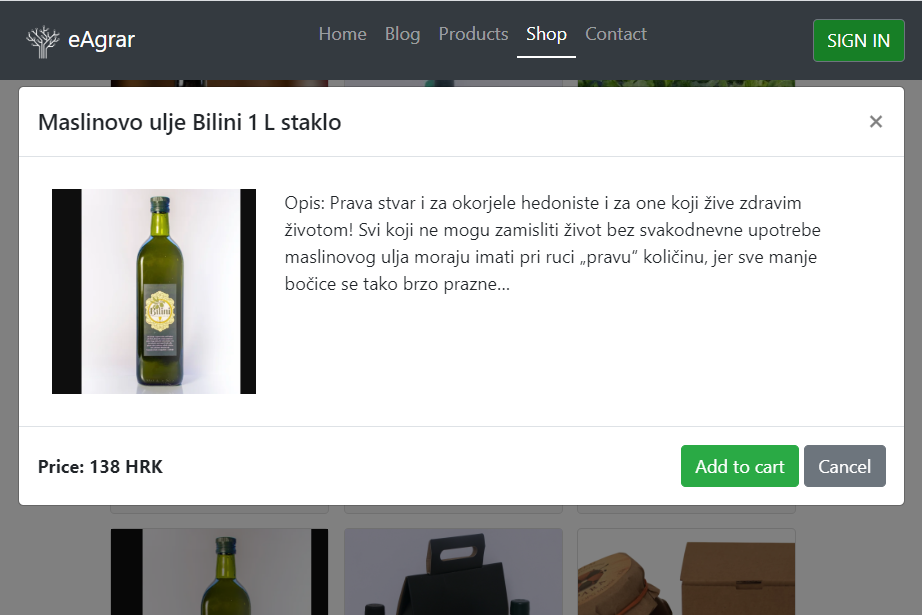 eAgrar
Home Blog Products Shop Contact
SIGN IN
Maslinovo ulje Bilini 1 L staklo
×
Opis: Prava stvar i za okorjele hedoniste i za one koji žive zdravim
životom! Svi koji ne mogu zamisliti život bez svakodnevne upotrebe
maslinovog ulja moraju imati pri ruci „pravu“ količinu, jer sve manje
bočice se tako brzo prazne...
Bilini
Price: 138 HRK
Add to cart
Cancel